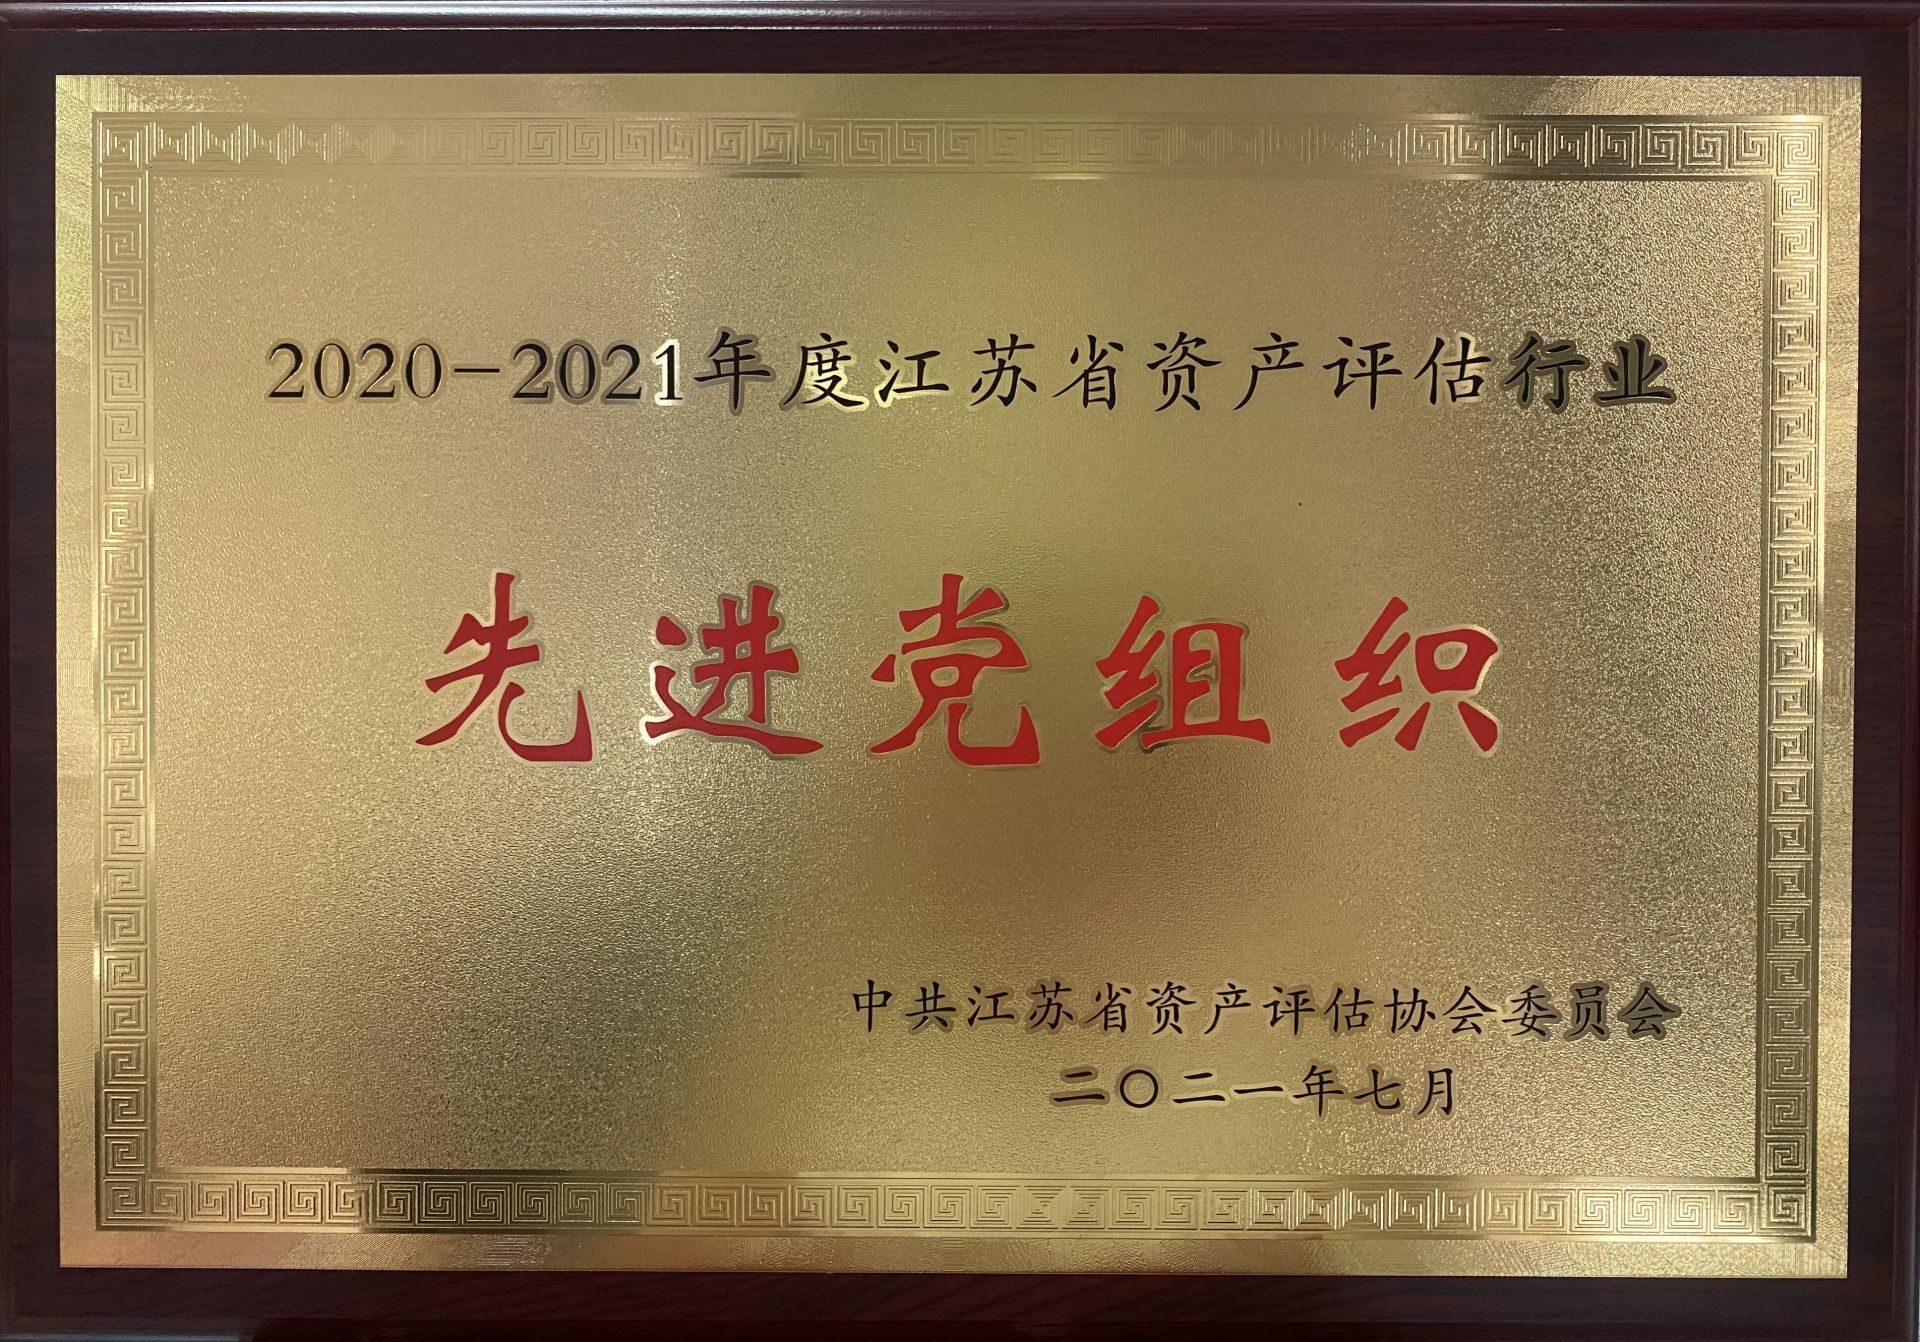 2020-2021年度江苏省资产评估行业
先进党组织
中共江苏省资产评估协会委员会
二〇二一年七月